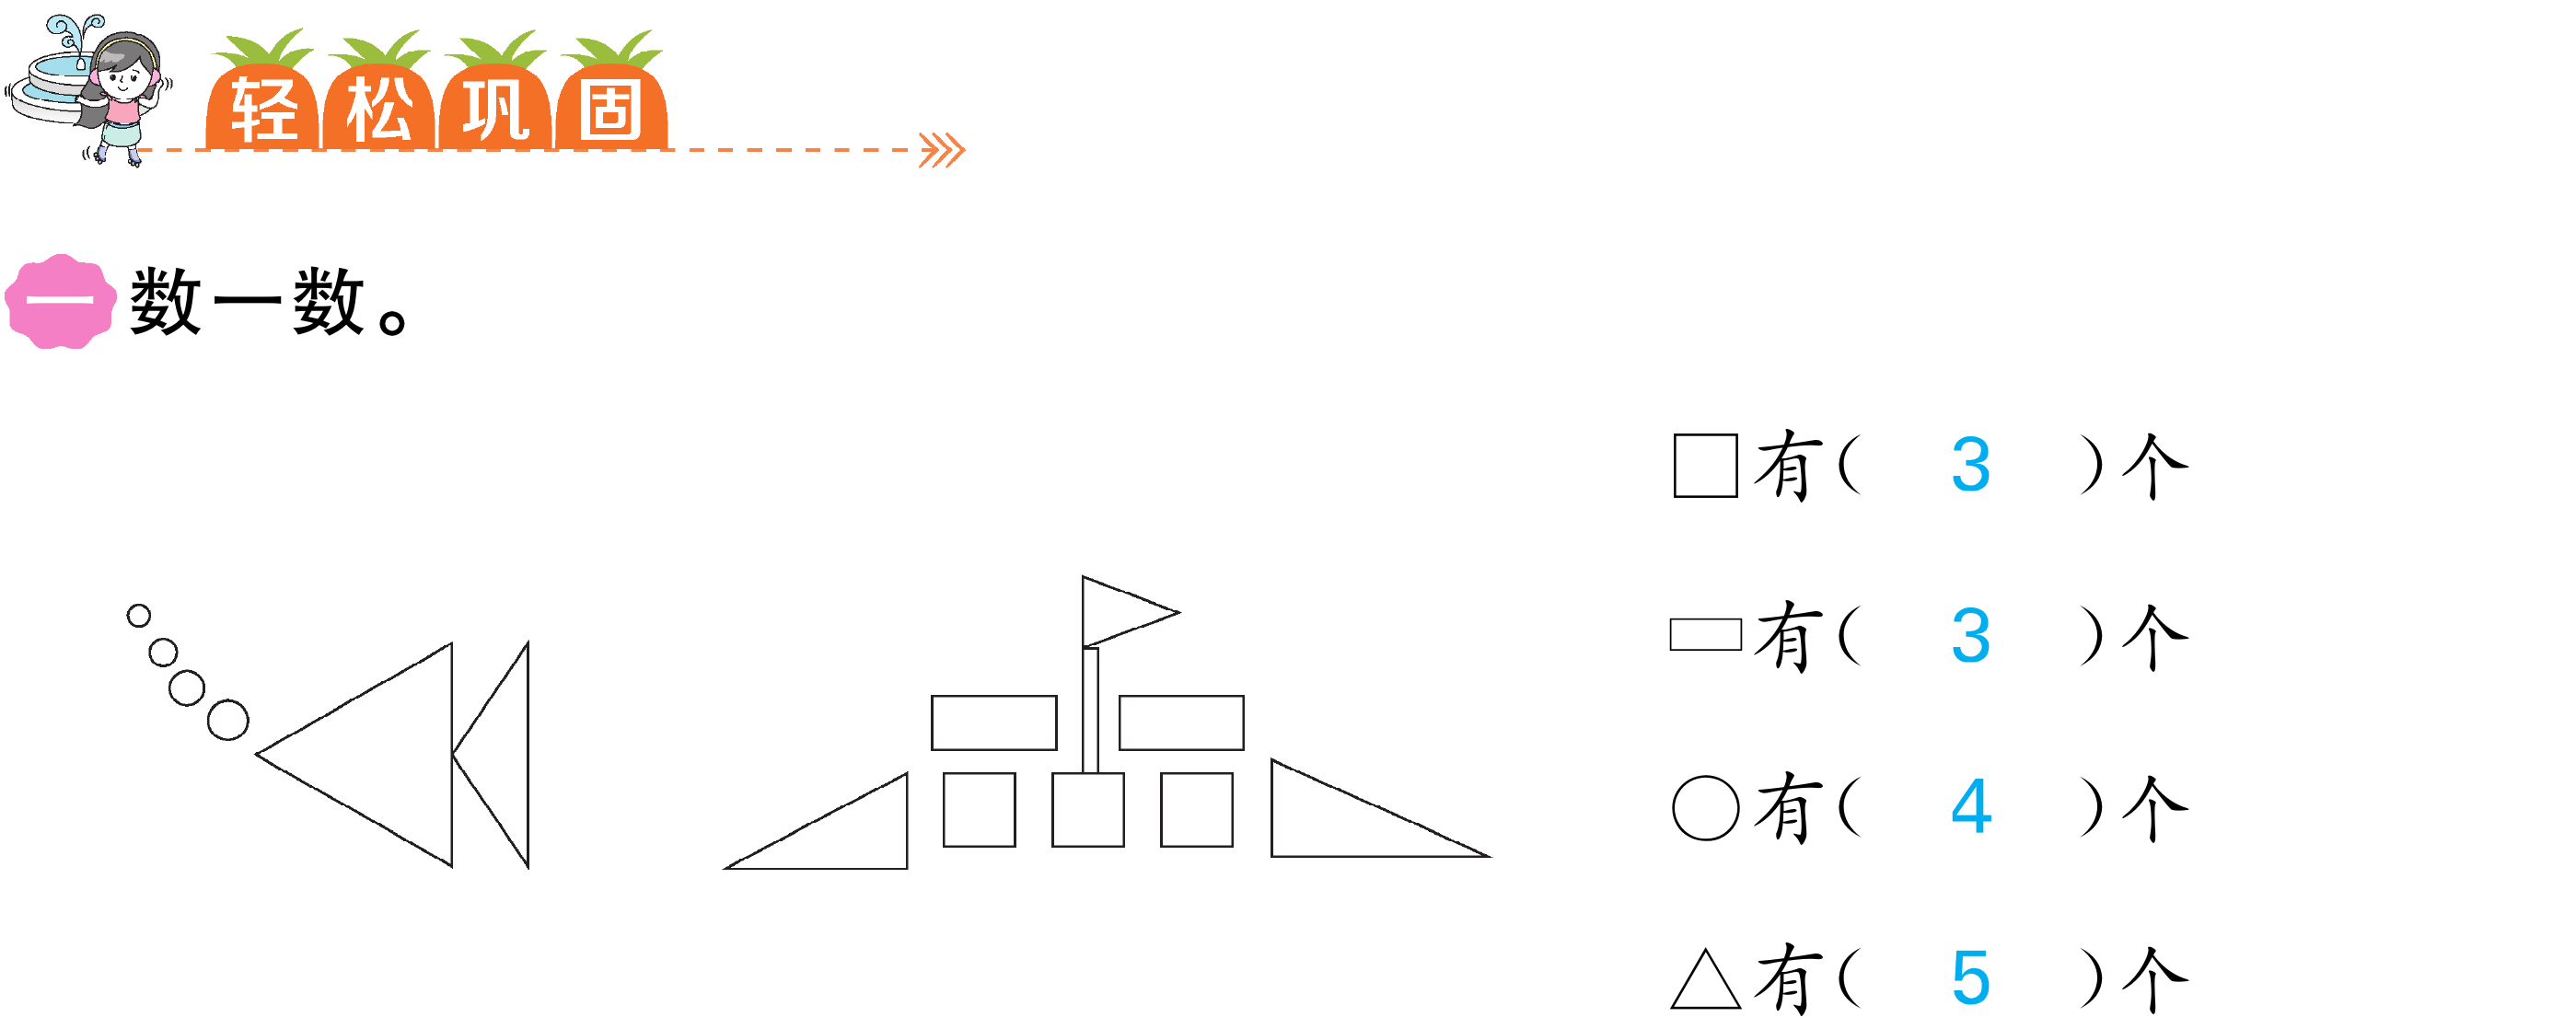 轻松巩固
一 数一数。
□有( 3 )个
▭有( 3 )个
○有( 4 )个
△有( 5 )个